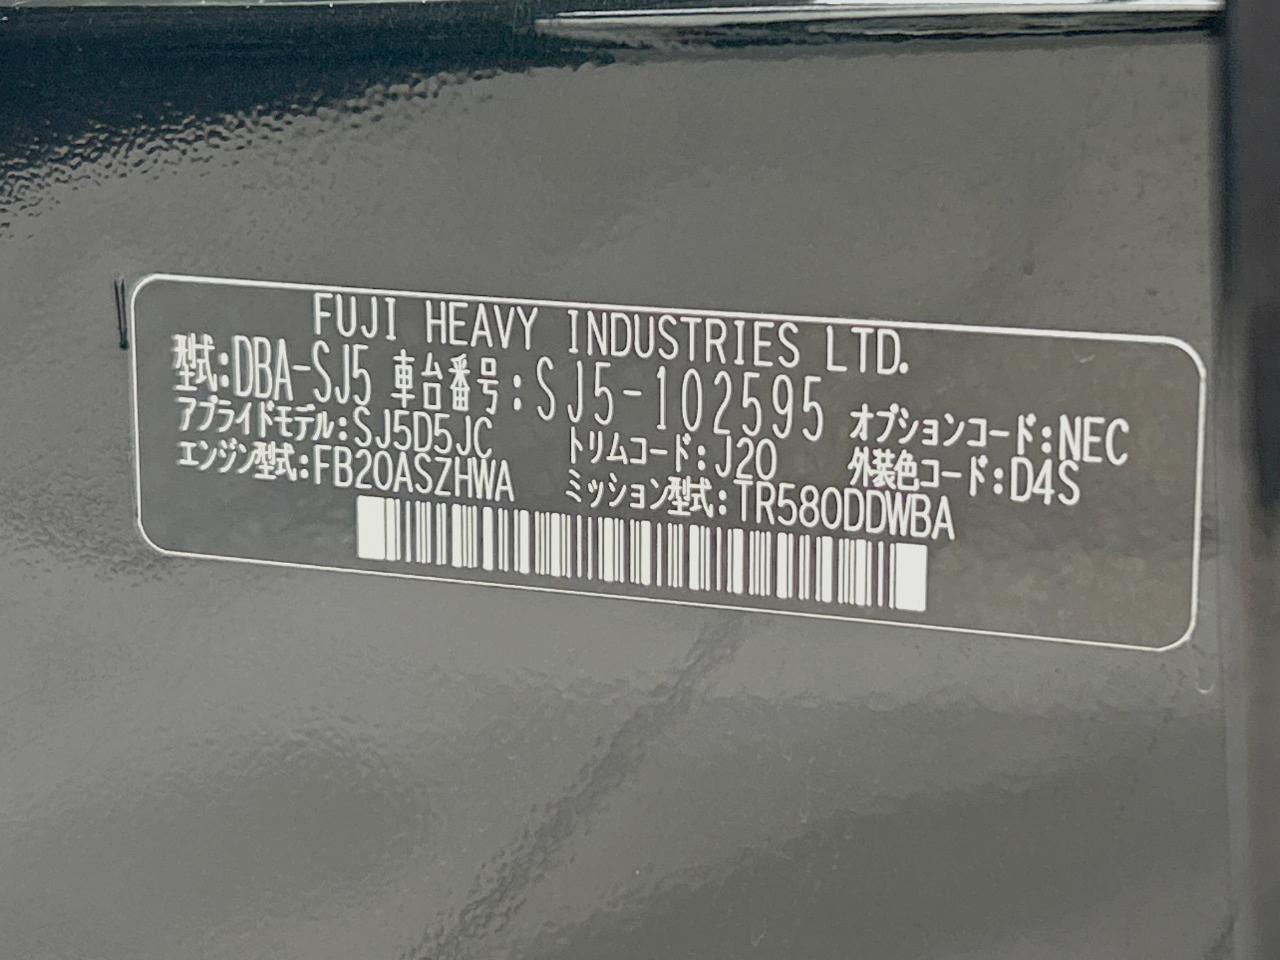 FUJI HEAVY INDUSTRIES LTD.
型式:DBA-SJ5 車台番号:SJ5-102595
アプライドモデル:SJ5D5JC トリムコード:J20 オプションコード:NEC
エンジン型式:FB20ASZHWA ミッション型式:TR580DDWBA 外装色コード:D4S